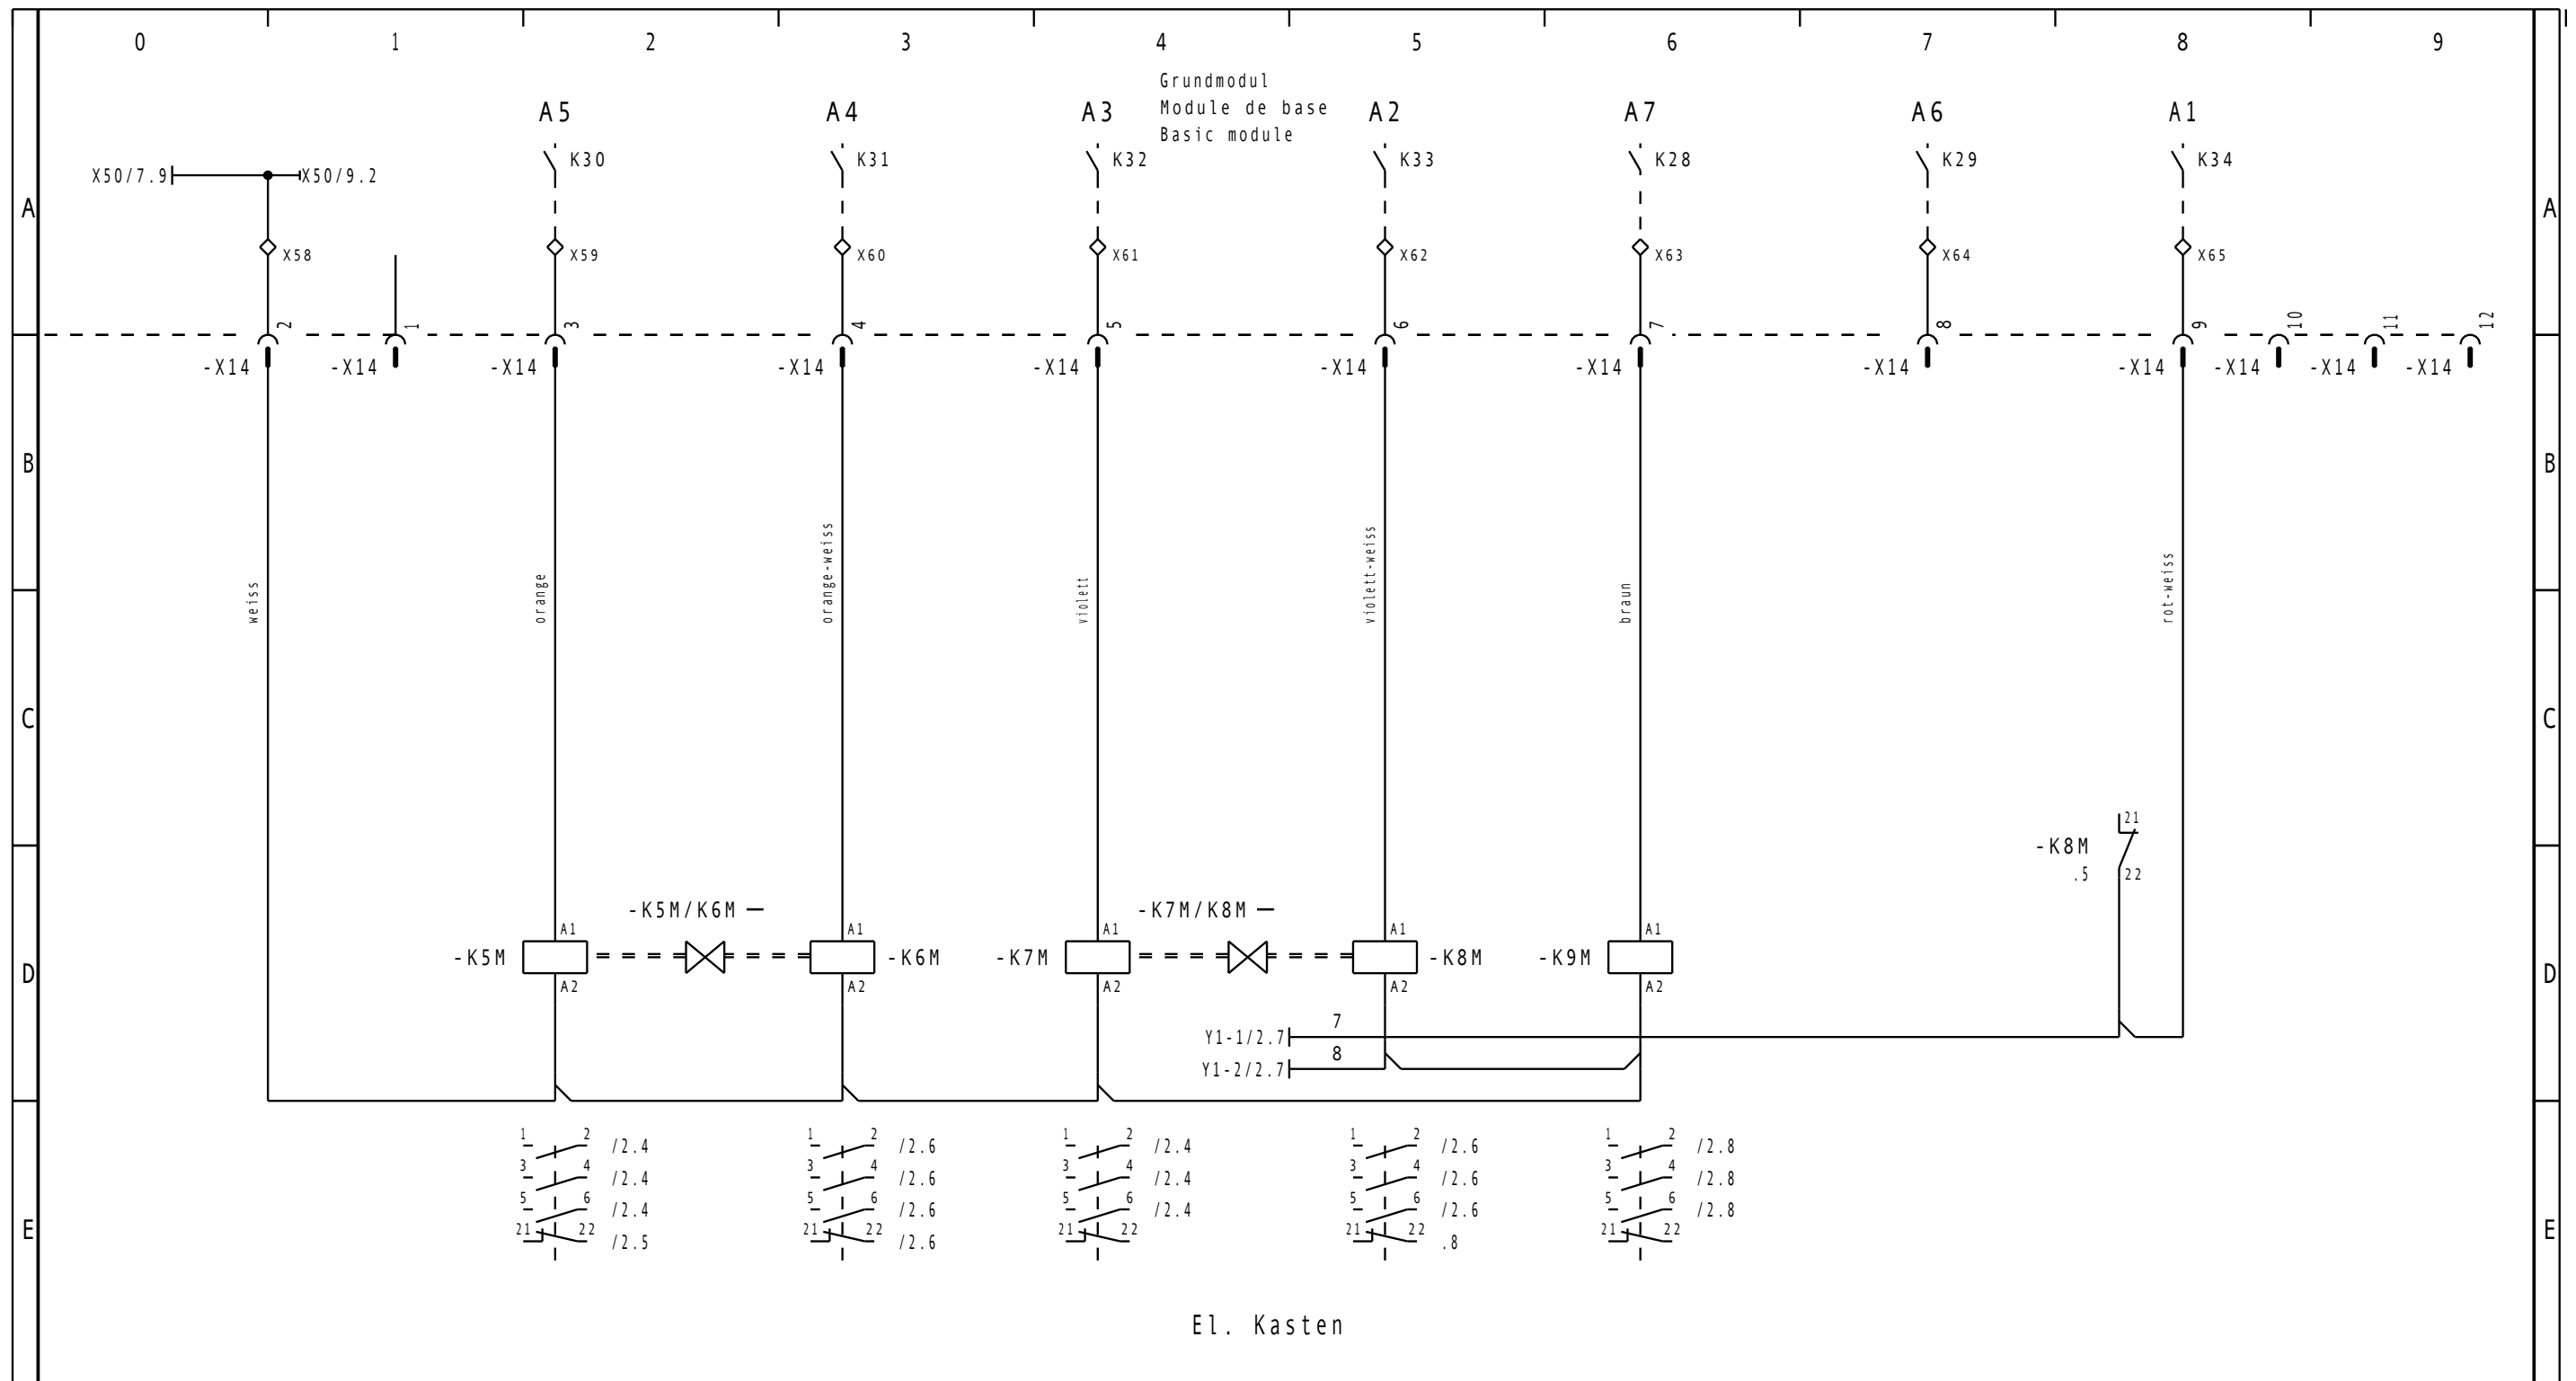 0 1 2 3 4 5 6 7 8 9
Grundmodul
Module de base
Basic module
A5 A4 A3 A2 A7 A6 A1
K30 K31 K32 K33 K28 K29 K34
X50/7.9 X50/9.2
A A
X58 X59 X60 X61 X62 X63 X64 X65
2 1 3 4 5 6 7 8 9 10 11 12
-X14 -X14 -X14 -X14 -X14 -X14 -X14 -X14 -X14 -X14 -X14 -X14
B B
weiss orange orange-weiss violett violett-weiss braun rot-weiss
C C
21
-K8M
.5 22
-K5M/K6M -K7M/K8M
A1 A1 A1 A1 A1
-K5M -K6M -K7M -K8M -K9M
D D
A2 A2 A2 A2 A2
7
Y1-1/2.7
8
Y1-2/2.7
1 2 /2.4 1 2 /2.6 1 2 /2.4 1 2 /2.6 1 2 /2.8
3 4 /2.4 3 4 /2.6 3 4 /2.4 3 4 /2.6 3 4 /2.8
5 6 /2.4 5 6 /2.6 5 6 /2.4 5 6 /2.6 5 6 /2.8
E E
21 22 /2.5 21 22 /2.6 21 22 21 22 .8 21 22
El. Kasten